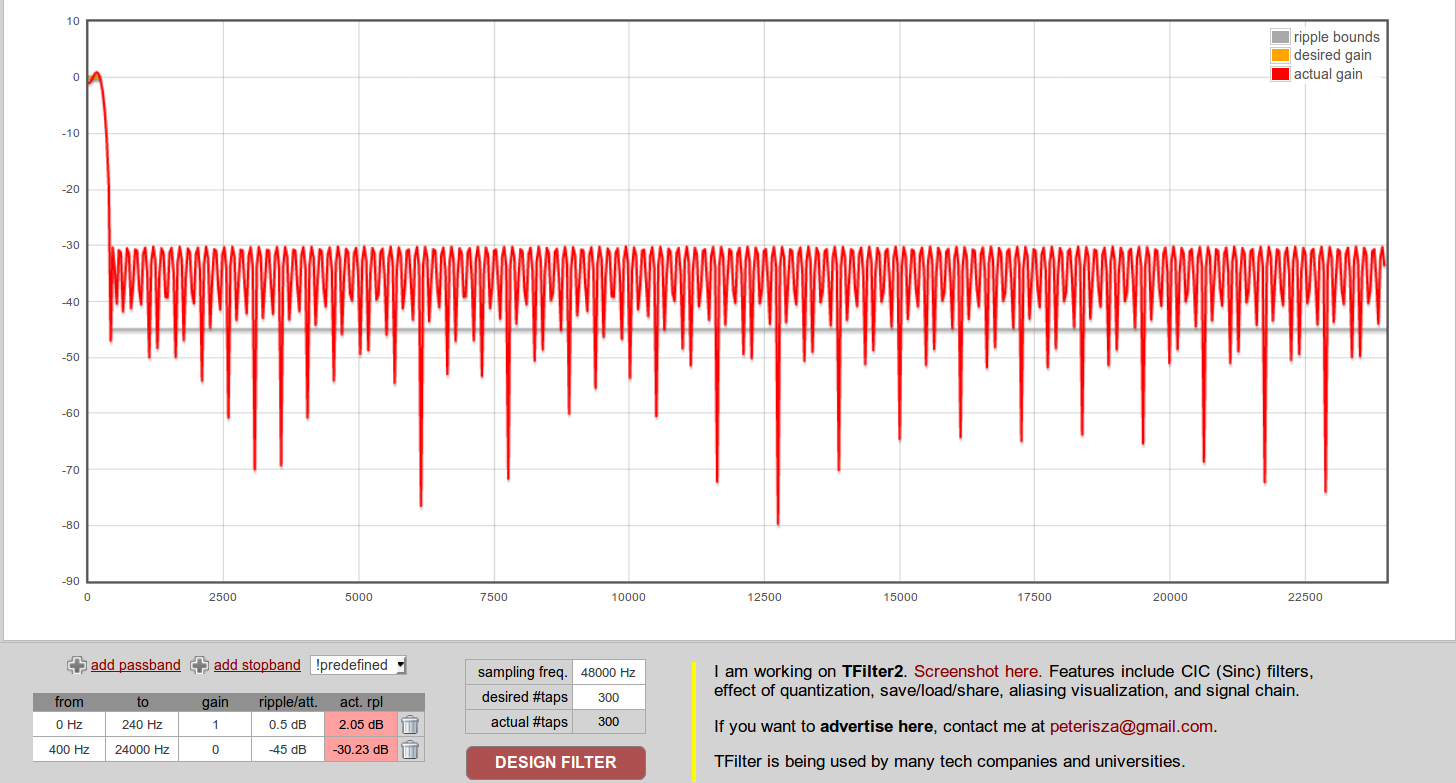 10
0
-10
-20
-30
-40
-50
-60
-70
-80
-90
0 2500 5000 7500 10000 12500 15000 17500 20000 22500
ripple bounds
desired gain
actual gain
add passband add stopband !predefined
from to gain ripple/att. act. rpl
0 Hz 240 Hz 1 0.5 dB 2.05 dB
400 Hz 24000 Hz 0 -45 dB -30.23 dB
sampling freq. 48000 Hz
desired #taps 300
actual #taps 300
DESIGN FILTER
I am working on TFilter2. Screenshot here. Features include CIC (Sinc) filters,
effect of quantization, save/load/share, aliasing visualization, and signal chain.
If you want to advertise here, contact me at peterisza@gmail.com.
TFilter is being used by many tech companies and universities.